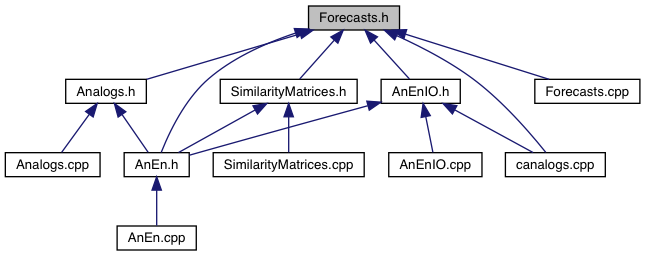 Forecasts.h
Analogs.h
SimilarityMatrices.h
AnEnIO.h
Forecasts.cpp
Analogs.cpp
AnEn.h
SimilarityMatrices.cpp
AnEnIO.cpp
canalogs.cpp
AnEn.cpp